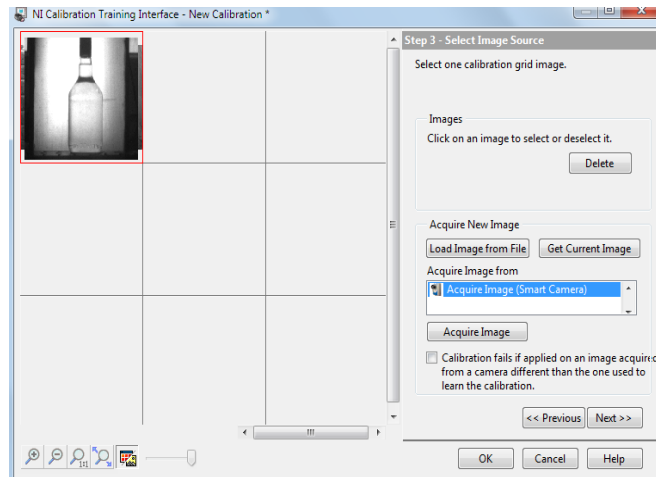 NI Calibration Training Interface - New Calibration *
Step 3 - Select Image Source
Select one calibration grid image.
Images
Click on an image to select or deselect it.
Delete
Acquire New Image
Load Image from File
Get Current Image
Acquire Image from
Acquire Image (Smart Camera)
Acquire Image
Calibration fails if applied on an image acquired
from a camera different than the one used to
learn the calibration.
<< Previous
Next >>
1:1
OK
Cancel
Help